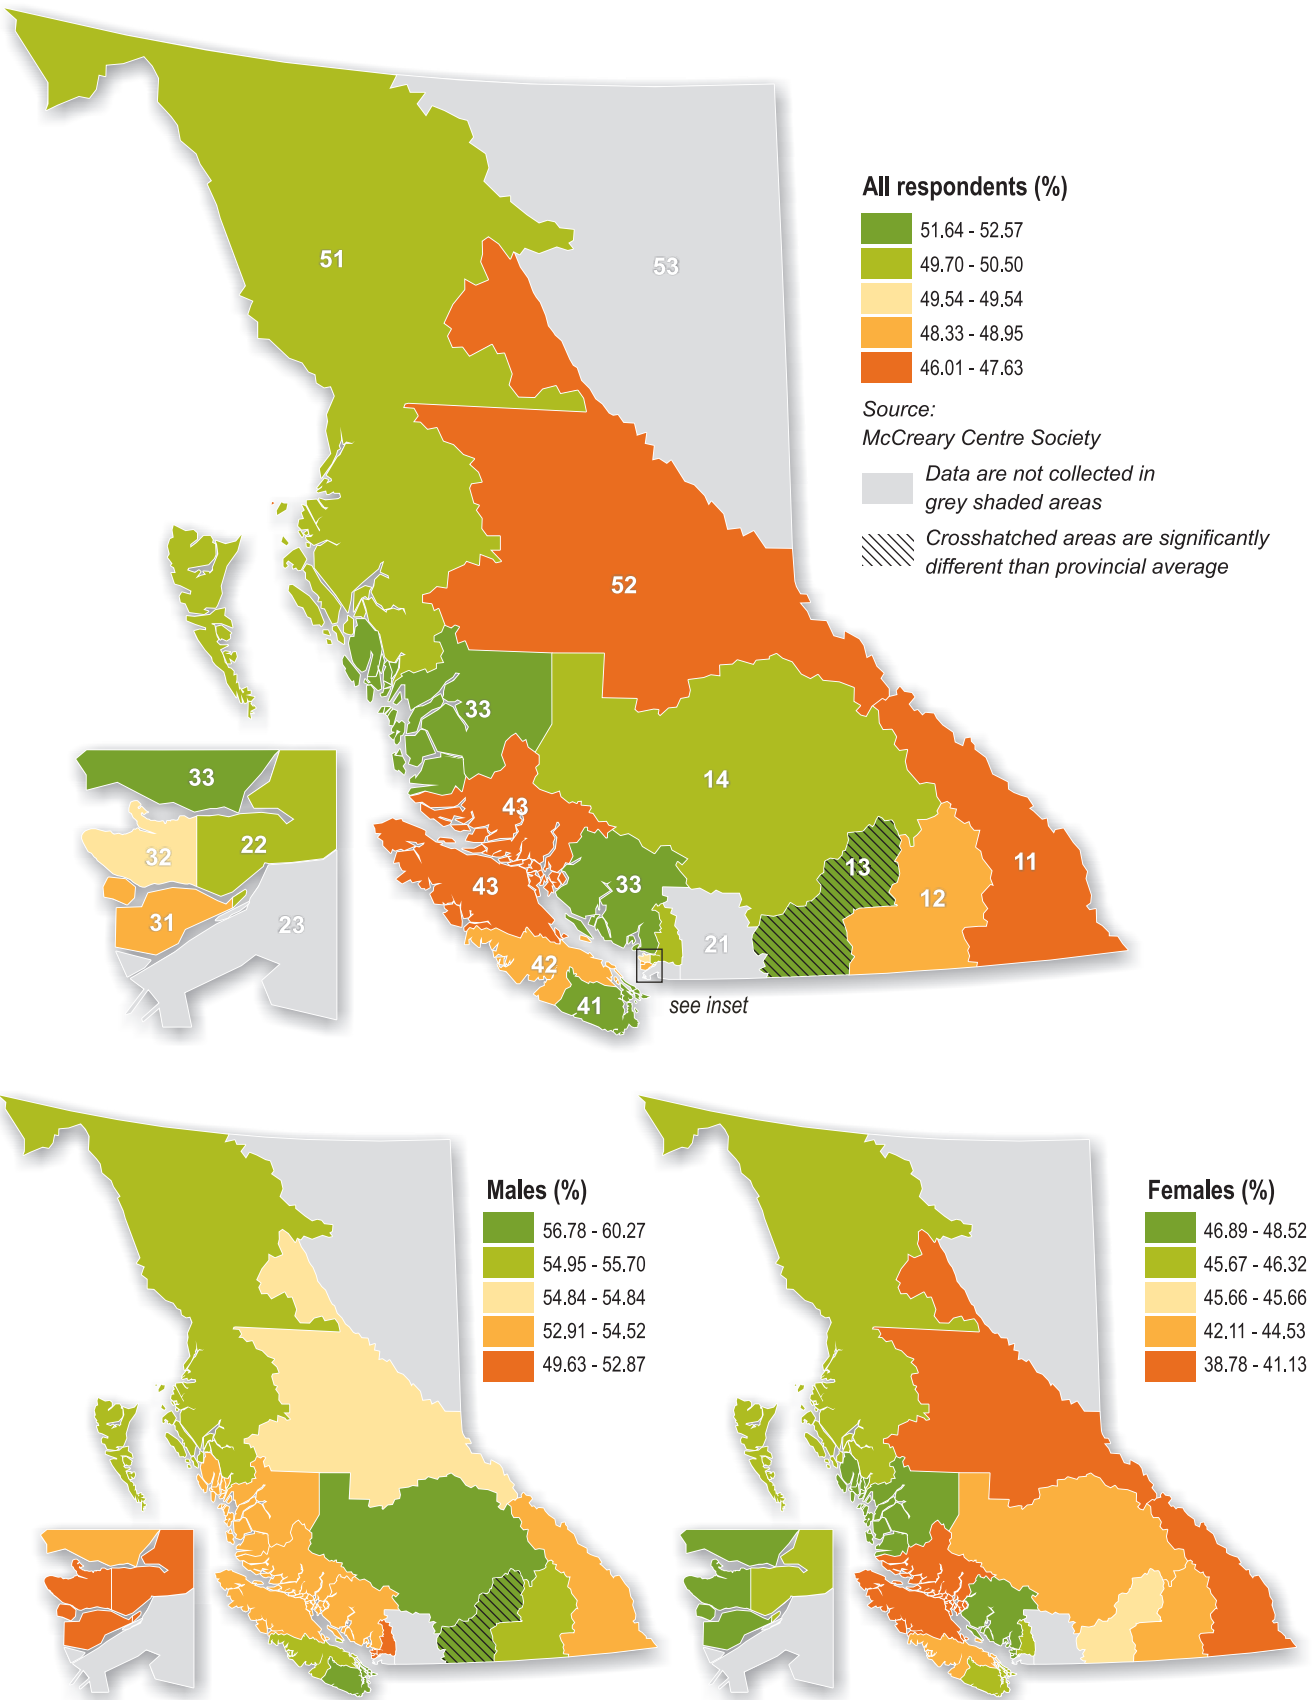 All respondents (%)
51.64 - 52.57
49.70 - 50.50
49.54 - 49.54
48.33 - 48.95
46.01 - 47.63
Source:
McCreary Centre Society
Data are not collected in
grey shaded areas
Crosshatched areas are significantly
different than provincial average
51
53
52
33
14
43
43
33
13
12
11
21
42
41
see inset
33
32
22
31
23
Males (%)
56.78 - 60.27
54.95 - 55.70
54.84 - 54.84
52.91 - 54.52
49.63 - 52.87
Females (%)
46.89 - 48.52
45.67 - 46.32
45.66 - 45.66
42.11 - 44.53
38.78 - 41.13